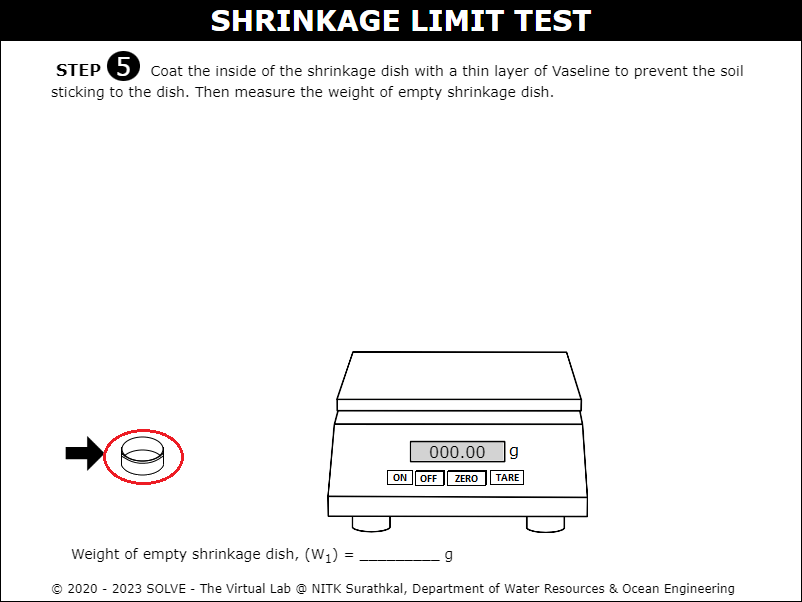 SHRINKAGE LIMIT TEST
STEP 5 Coat the inside of the shrinkage dish with a thin layer of Vaseline to prevent the soil
sticking to the dish. Then measure the weight of empty shrinkage dish.
000.00 g
ON OFF ZERO TARE
Weight of empty shrinkage dish, (W₁) = _________ g
© 2020 - 2023 SOLVE - The Virtual Lab @ NITK Surathkal, Department of Water Resources & Ocean Engineering